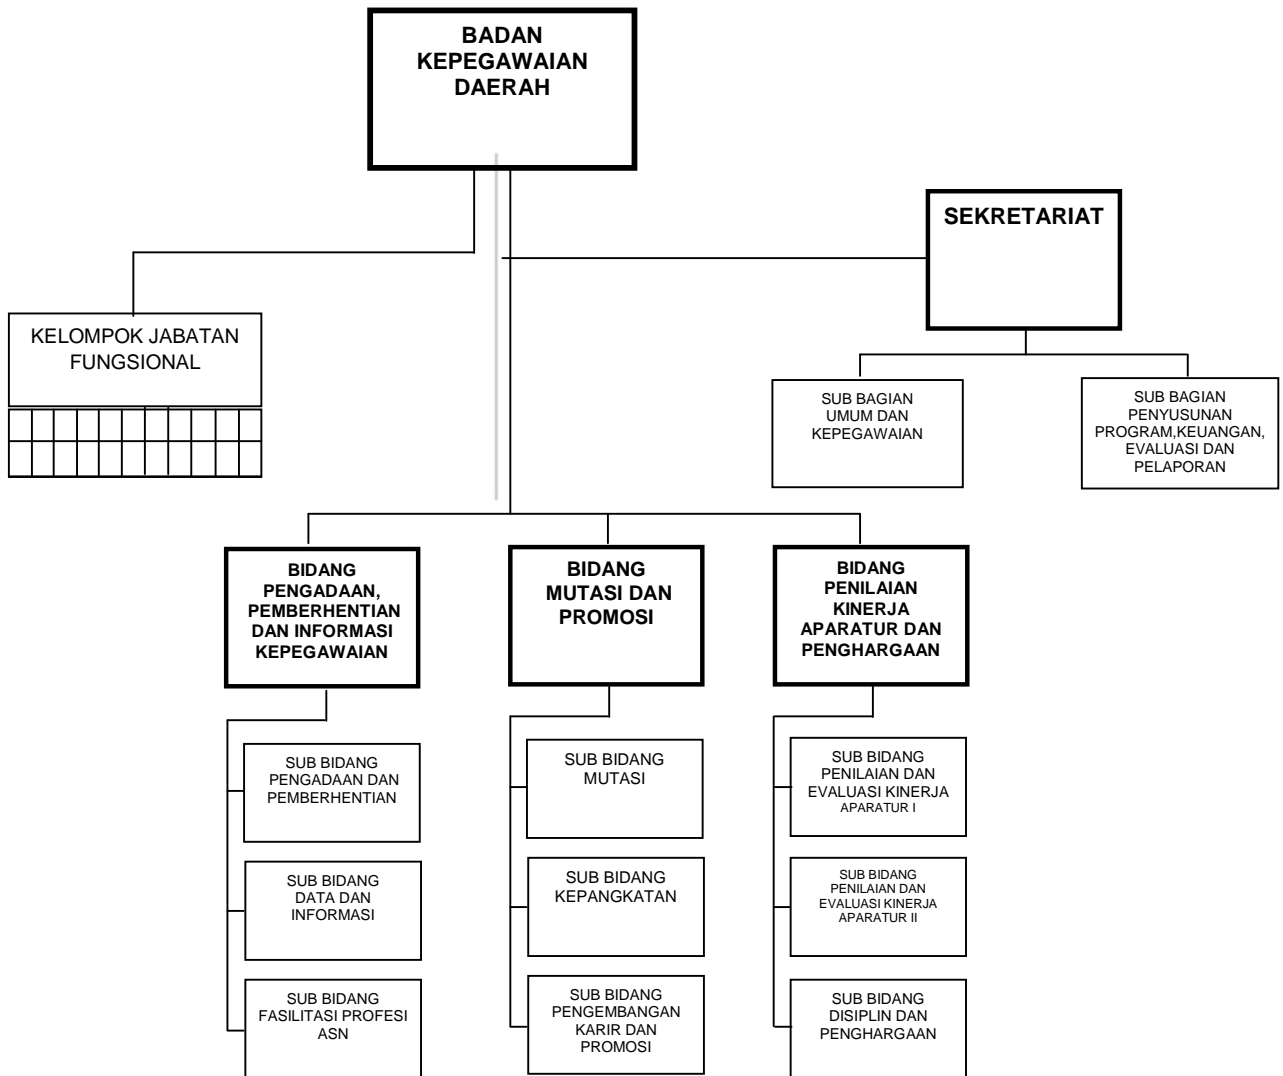 BADAN
KEPEGAWAIAN
DAERAH
SEKRETARIAT
KELOMPOK JABATAN
FUNGSIONAL
SUB BAGIAN
UMUM DAN
KEPEGAWAIAN
SUB BAGIAN
PENYUSUNAN
PROGRAM,KEUANGAN,
EVALUASI DAN
PELAPORAN
BIDANG
PENGADAAN,
PEMBERHENTIAN
DAN INFORMASI
KEPEGAWAIAN
BIDANG
MUTASI DAN
PROMOSI
BIDANG
PENILAIAN
KINERJA
APARATUR DAN
PENGHARGAAN
SUB BIDANG
PENGADAAN DAN
PEMBERHENTIAN
SUB BIDANG
MUTASI
SUB BIDANG
PENILAIAN DAN
EVALUASI KINERJA
APARATUR I
SUB BIDANG
DATA DAN
INFORMASI
SUB BIDANG
KEPANGKATAN
SUB BIDANG
PENILAIAN DAN
EVALUASI KINERJA
APARATUR II
SUB BIDANG
FASILITASI PROFESI
ASN
SUB BIDANG
PENGEMBANGAN
KARIR DAN
PROMOSI
SUB BIDANG
DISIPLIN DAN
PENGHARGAAN